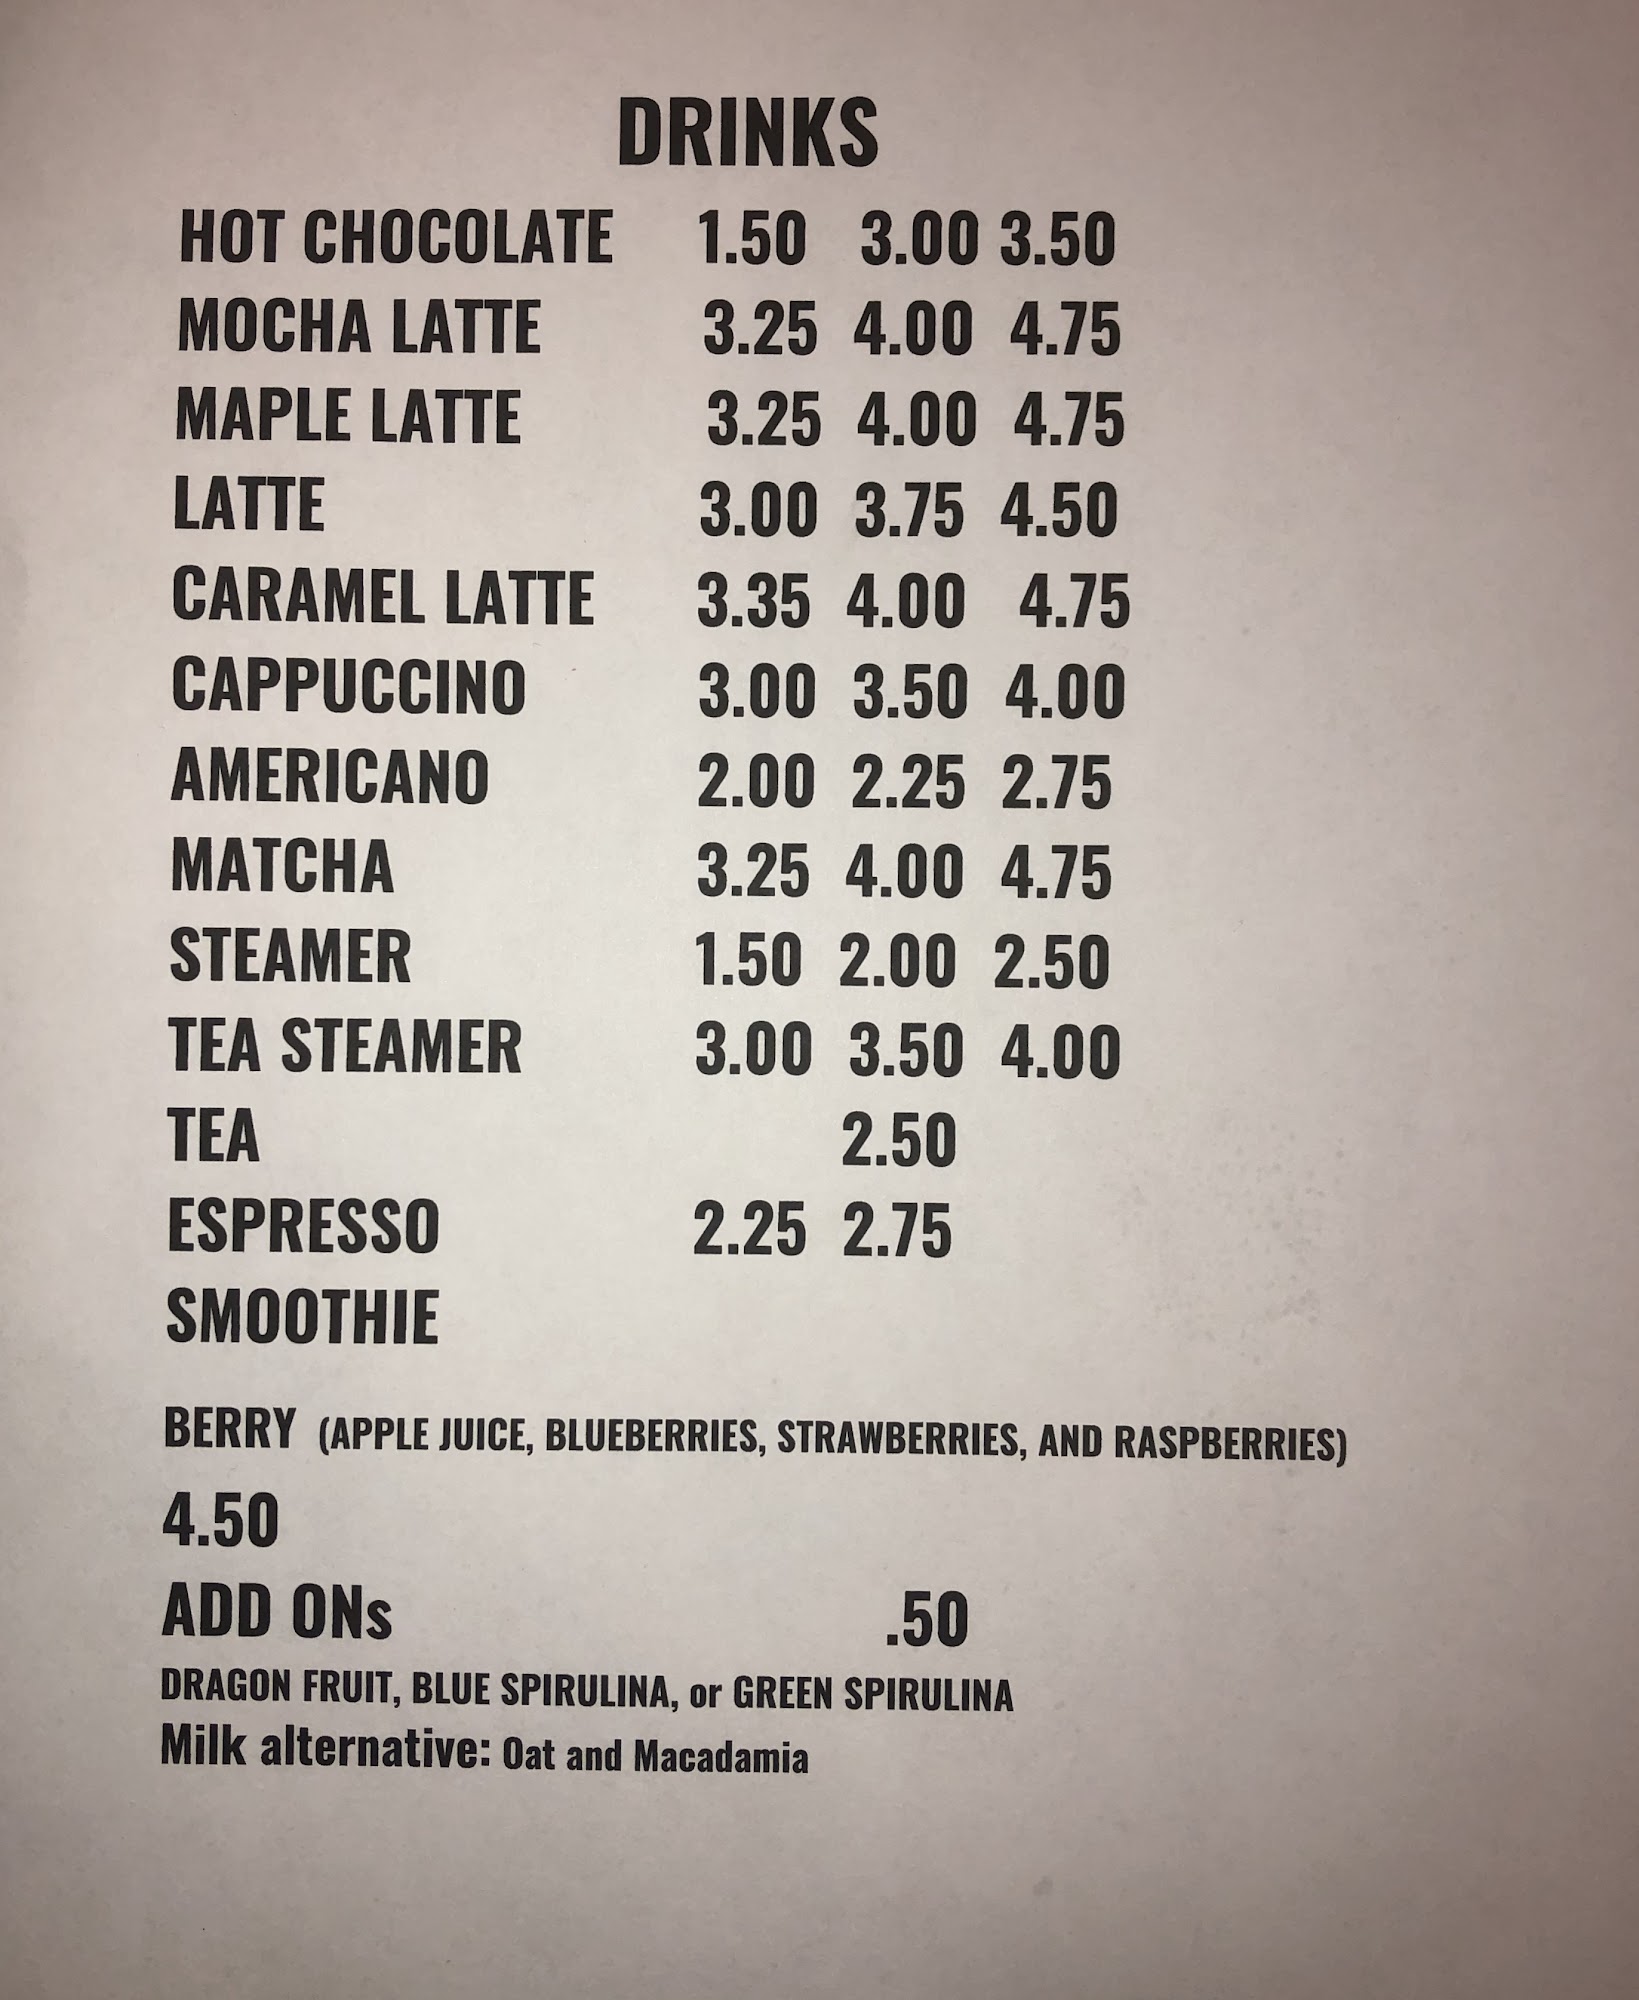 DRINKS
HOT CHOCOLATE 1.50 3.00 3.50
MOCHA LATTE 3.25 4.00 4.75
MAPLE LATTE 3.25 4.00 4.75
LATTE 3.00 3.75 4.50
CARAMEL LATTE 3.35 4.00 4.75
CAPPUCCINO 3.00 3.50 4.00
AMERICANO 2.00 2.25 2.75
MATCHA 3.25 4.00 4.75
STEAMER 1.50 2.00 2.50
TEA STEAMER 3.00 3.50 4.00
TEA 2.50
ESPRESSO 2.25 2.75
SMOOTHIE
BERRY (APPLE JUICE, BLUEBERRIES, STRAWBERRIES, AND RASPBERRIES)
4.50
ADD ONs .50
DRAGON FRUIT, BLUE SPIRULINA, or GREEN SPIRULINA
Milk alternative: Oat and Macadamia